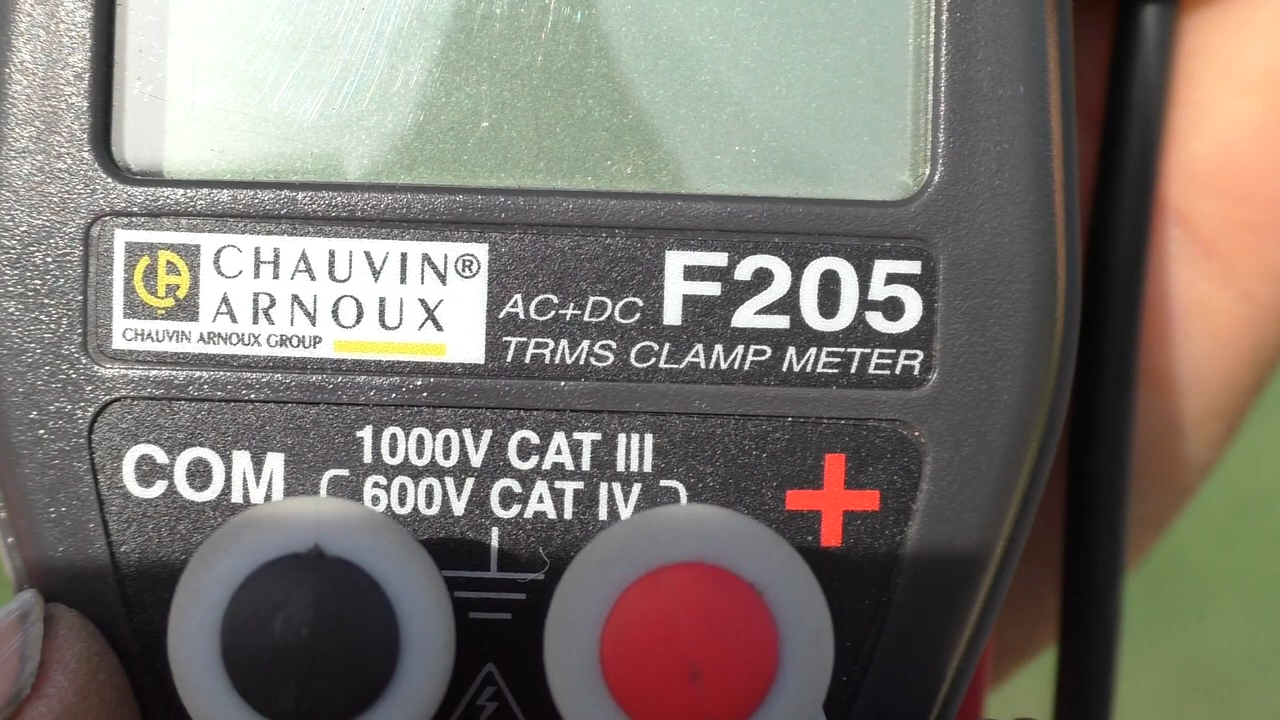 CHAUVIN®
ARNOUX
CHAUVIN ARNOUX GROUP
AC+DC F205
TRMS CLAMP METER
COM
1000V CAT III
600V CAT IV
+